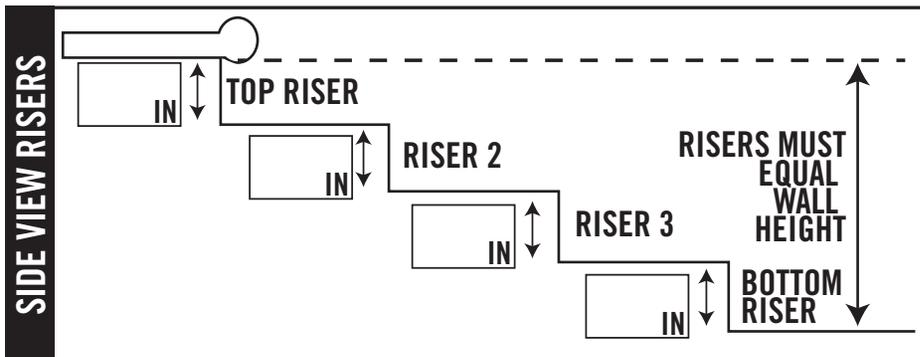 SIDE VIEW RISERS
IN
TOP RISER
IN
RISER 2
IN
RISER 3
IN
BOTTOM
RISER
RISERS MUST
EQUAL
WALL
HEIGHT